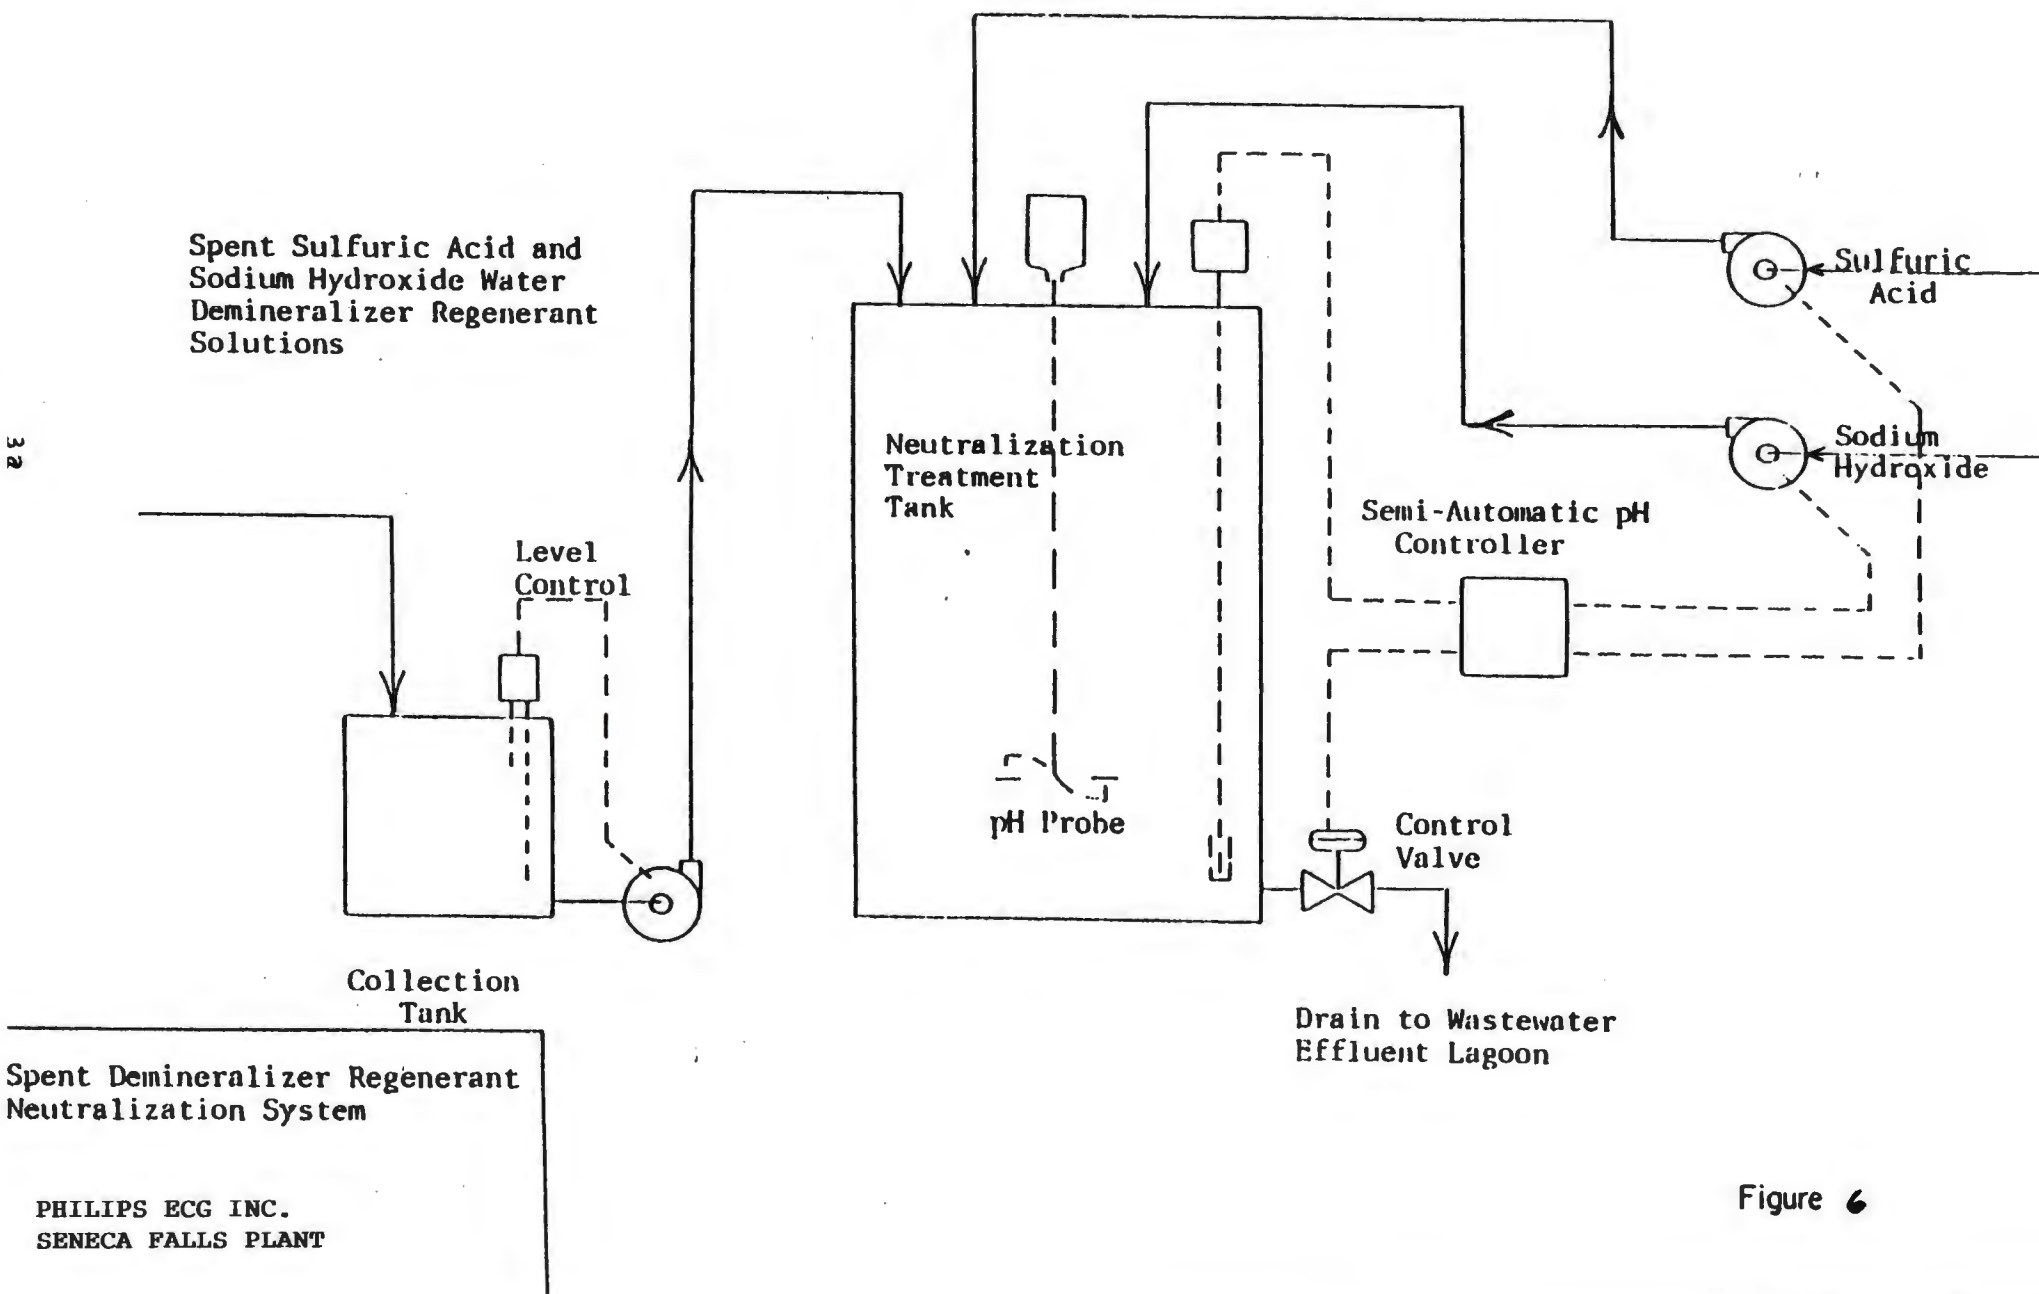 Spent Sulfuric Acid and
Sodium Hydroxide Water
Demineralizer Regenerant
Solutions
3a
Level
Control
Collection
Tank
Neutralization
Treatment
Tank
pH Probe
Sulfuric
Acid
Sodium
Hydroxide
Semi-Automatic pH
Controller
Control
Valve
Drain to Wastewater
Effluent Lagoon
Spent Demineralizer Regenerant
Neutralization System
PHILIPS ECG INC.
SENECA FALLS PLANT
Figure 6